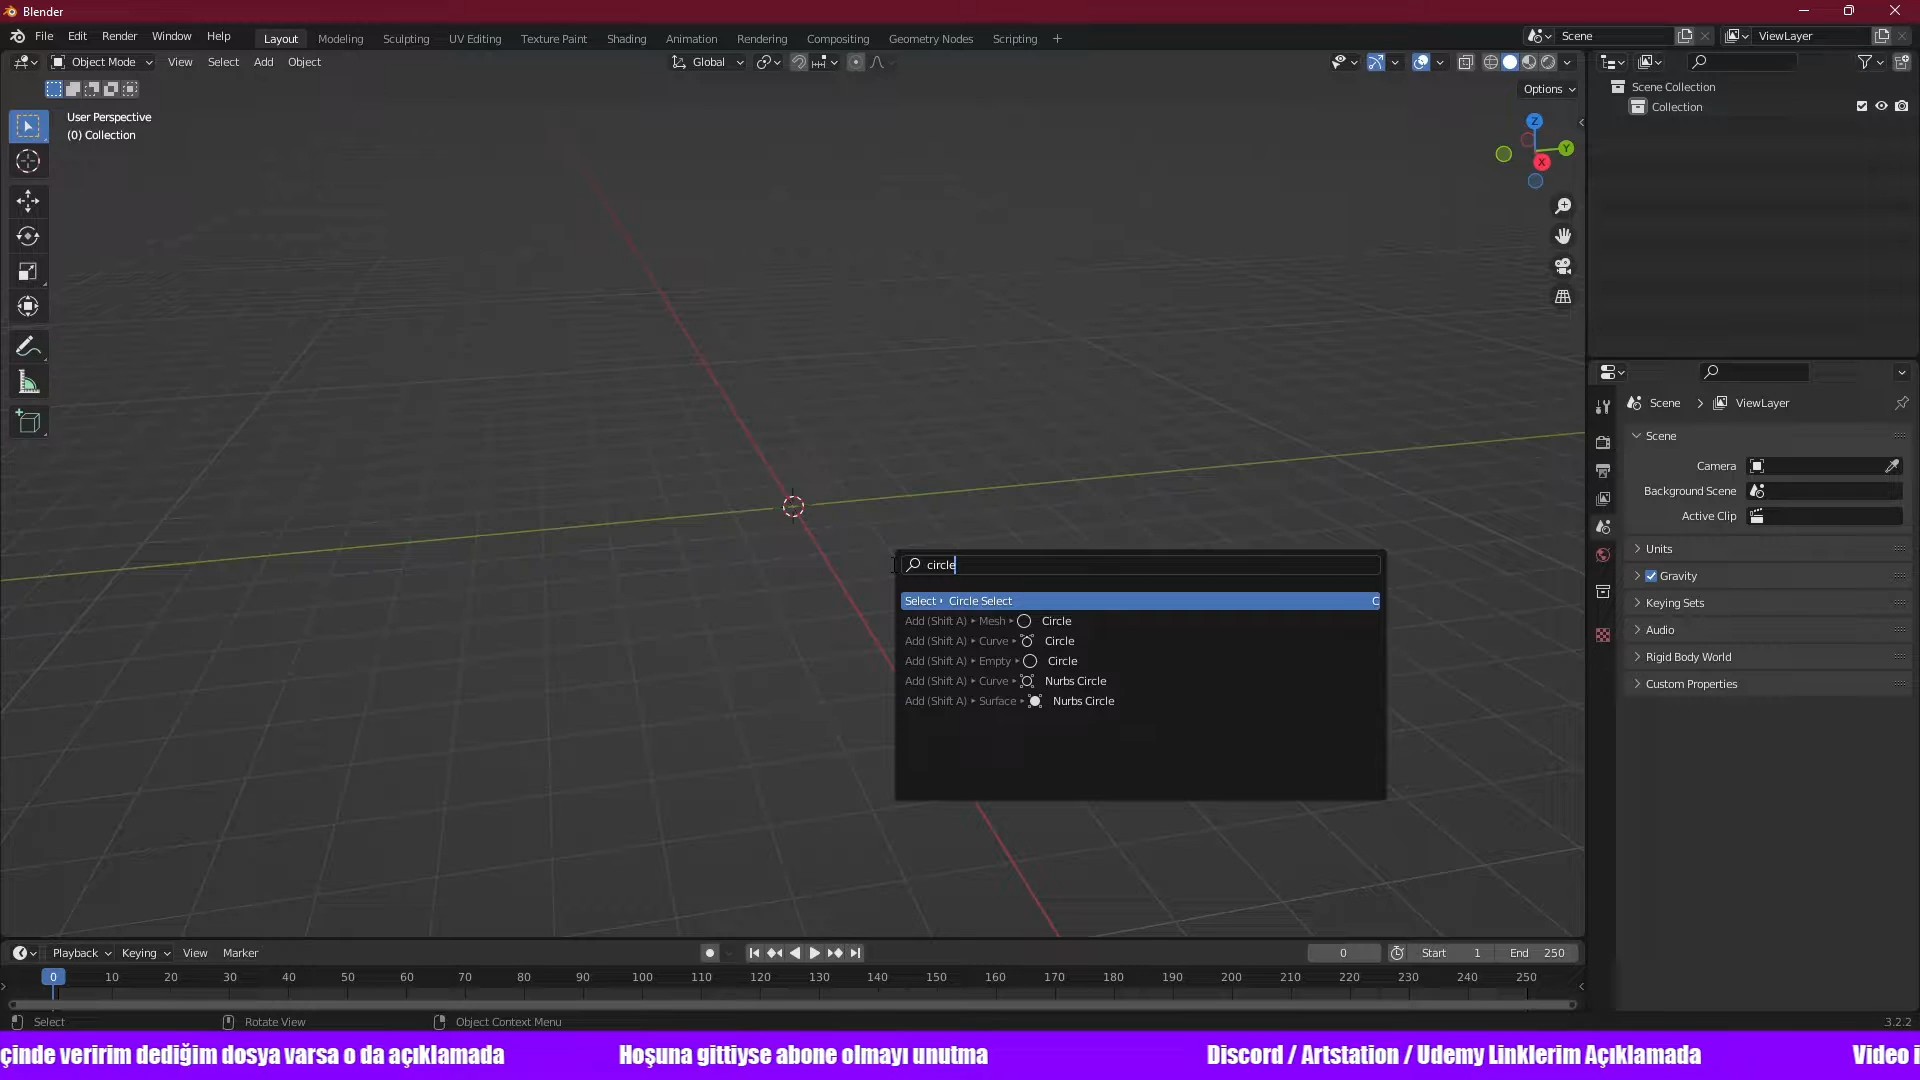 Blender
File Edit Render Window Help Layout Modeling Sculpting UV Editing Texture Paint Shading Animation Rendering Compositing Geometry Nodes Scripting + Scene ViewLayer
Object Mode View Select Add Object Global
Options
User Perspective
(0) Collection
Z
Y
X
Scene Collection
Collection
Scene > ViewLayer
Scene
Camera
Background Scene
Active Clip
Units
Gravity
Keying Sets
Audio
Rigid Body World
Custom Properties
circle
Select Circle Select C
Add (Shift A) Mesh Circle
Add (Shift A) Curve Circle
Add (Shift A) Empty Circle
Add (Shift A) Curve Nurbs Circle
Add (Shift A) Surface Nurbs Circle
Playback Keying View Marker 0 Start 1 End 250
0 10 20 30 40 50 60 70 80 90 100 110 120 130 140 150 160 170 180 190 200 210 220 230 240 250
Select Rotate View Object Context Menu 3.2.2
çinde veririm dediğim dosya varsa o da açıklamada Hoşuna gittiyse abone olmayı unutma Discord / Artstation / Udemy Linklerim Açıklamada Video i